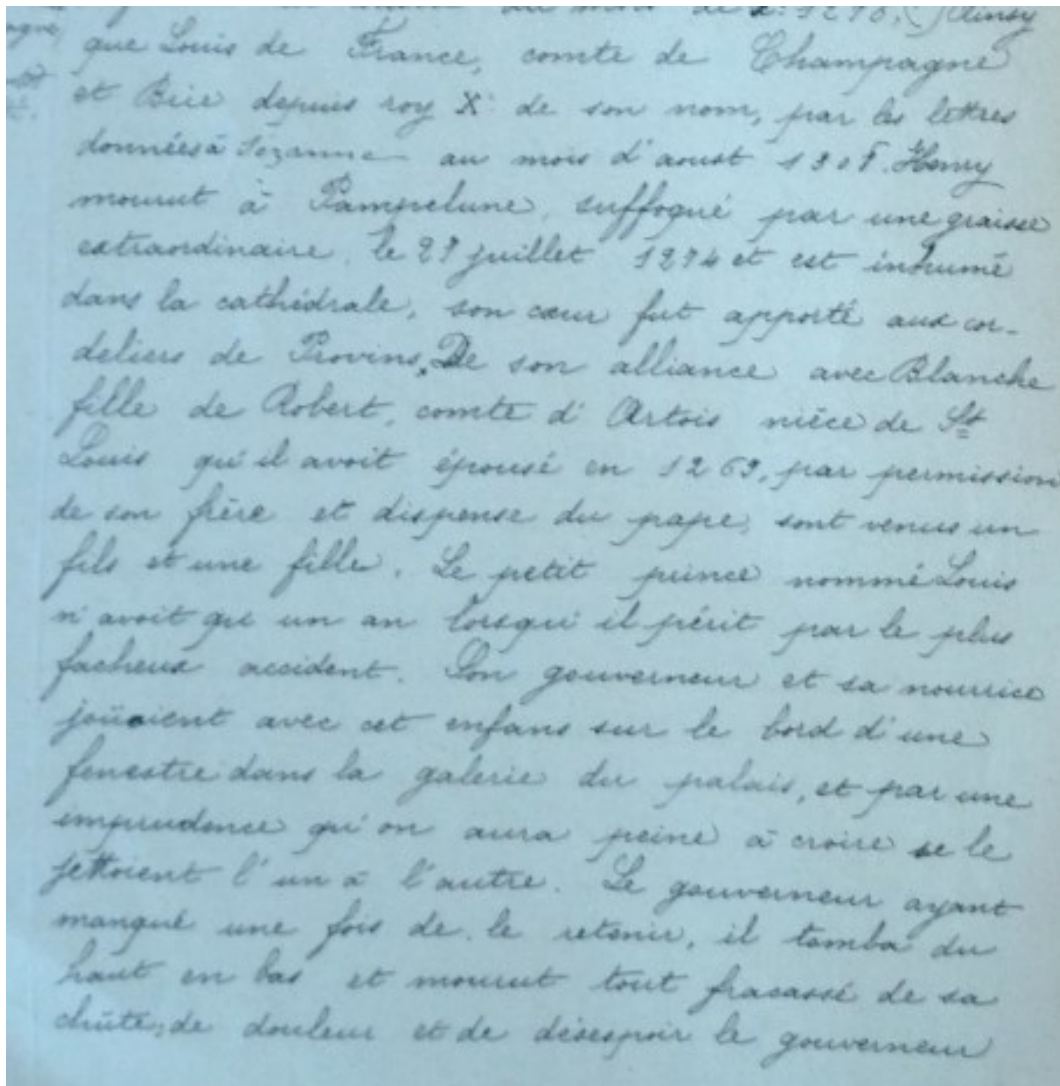 au mois de 1270, Ainsy
que Louis de France, comte de Champagne
et Brie depuis roy X de son nom, par les lettres
données à Sézanne au mois d'aoust Henry
mourut à Pampelune, suffoqué par une graisse
extraordinaire, le juillet 1274 et est inhumé
dans la cathédrale, son cœur fut apporté aux cor-
deliers de Provins, De son alliance avec Blanche
fille de Robert, comte d'Artois nièce de St
Louis qu'il avoit épousé en 1269, par permission
de son frère et dispense du pape, sont venus un
fils et une fille. Le petit prince nommé Louis
n'avoit que un an lorsqu'il périt par le plus
facheux accident. Son gouverneur et sa nourrice
joüoient avec cet enfans sur le bord d'une
fenestre dans la galerie du palais, et par une
imprudence qu'on aura peine à croire se le
jettoient l'un à l'autre. Le gouverneur ayant
manqué une fois de le retenir, il tomba du
haut en bas et mourut tout fracassé de sa
chûte; de douleur et de désespoir le gouverneur